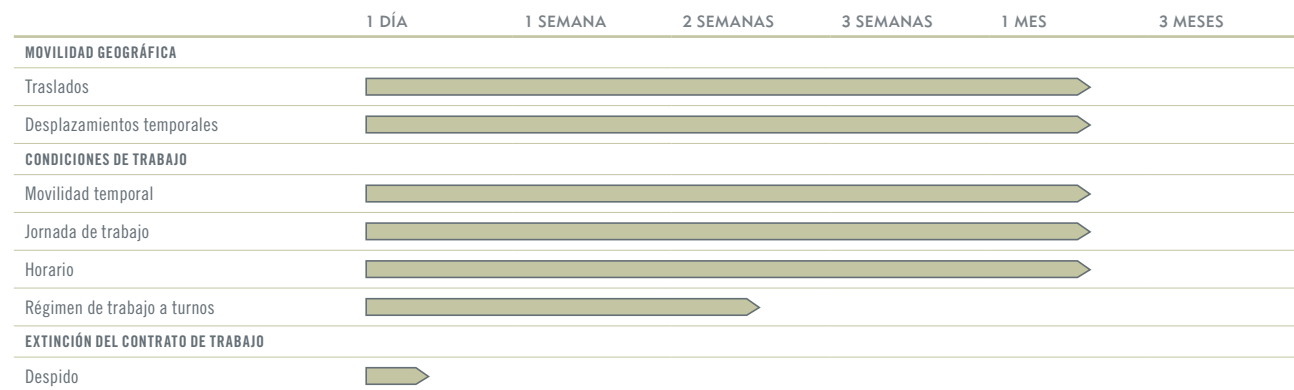 1 DÍA 1 SEMANA 2 SEMANAS 3 SEMANAS 1 MES 3 MESES
MOVILIDAD GEOGRÁFICA
Traslados
Desplazamientos temporales
CONDICIONES DE TRABAJO
Movilidad temporal
Jornada de trabajo
Horario
Régimen de trabajo a turnos
EXTINCIÓN DEL CONTRATO DE TRABAJO
Despido